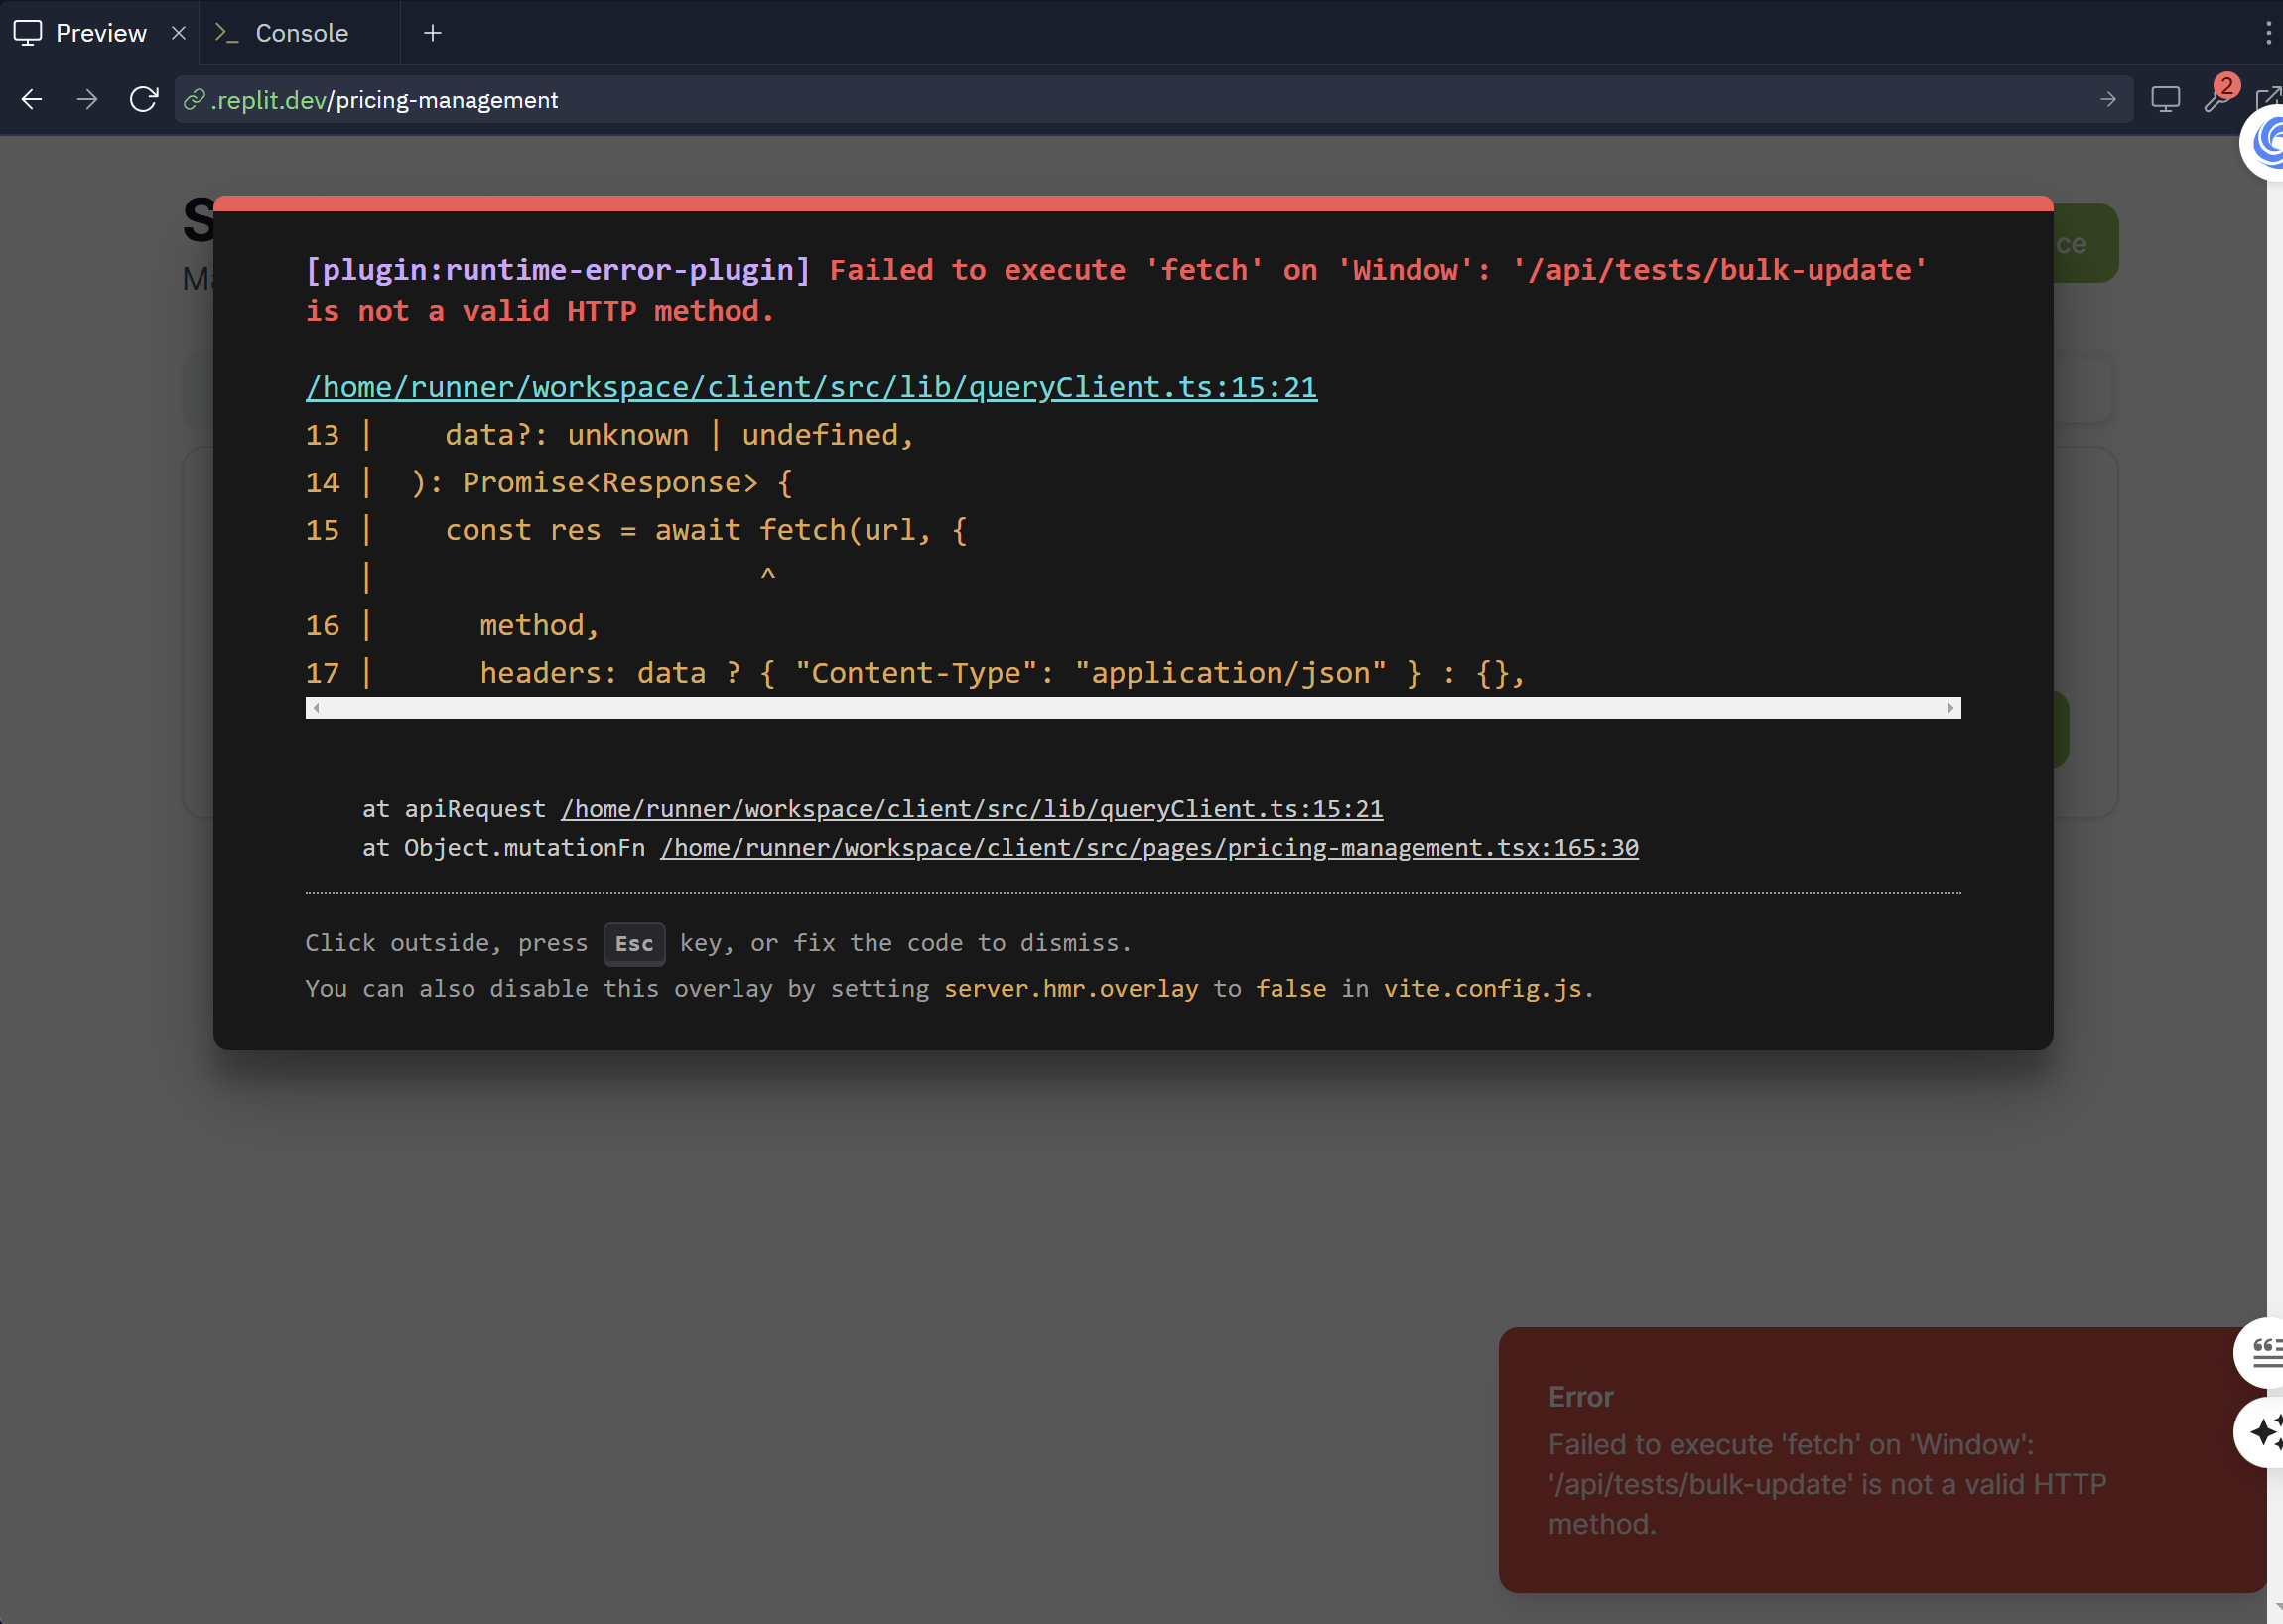 Preview
Console
.replit.dev/pricing-management
2
S
Ma
ce
[plugin:runtime-error-plugin] Failed to execute 'fetch' on 'Window': '/api/tests/bulk-update'
is not a valid HTTP method.
/home/runner/workspace/client/src/lib/queryClient.ts:15:21
13 |    data?: unknown | undefined,
14 |  ): Promise<Response> {
15 |    const res = await fetch(url, {
   |                      ^
16 |      method,
17 |      headers: data ? { "Content-Type": "application/json" } : {},
at apiRequest /home/runner/workspace/client/src/lib/queryClient.ts:15:21
at Object.mutationFn /home/runner/workspace/client/src/pages/pricing-management.tsx:165:30
Click outside, press Esc key, or fix the code to dismiss.
You can also disable this overlay by setting server.hmr.overlay to false in vite.config.js.
Error
Failed to execute 'fetch' on 'Window':
'/api/tests/bulk-update' is not a valid HTTP
method.